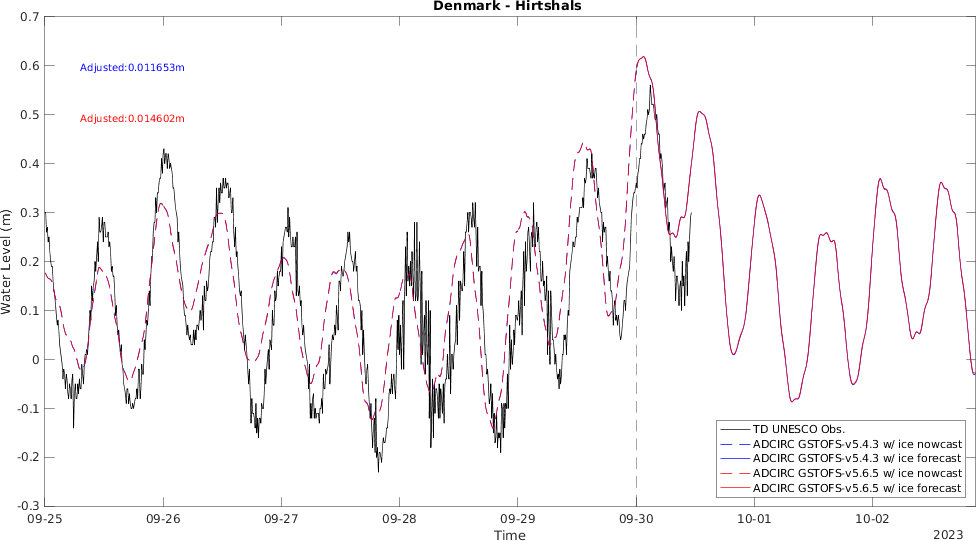 Denmark - Hirtshals
0.7
0.6
0.5
0.4
0.3
0.2
0.1
0
-0.1
-0.2
-0.3
Water Level (m)
Adjusted:0.011653m
Adjusted:0.014602m
TD UNESCO Obs.
ADCIRC GSTOFS-v5.4.3 w/ ice nowcast
ADCIRC GSTOFS-v5.4.3 w/ ice forecast
ADCIRC GSTOFS-v5.6.5 w/ ice nowcast
ADCIRC GSTOFS-v5.6.5 w/ ice forecast
09-25 09-26 09-27 09-28 09-29 09-30 10-01 10-02
Time
2023